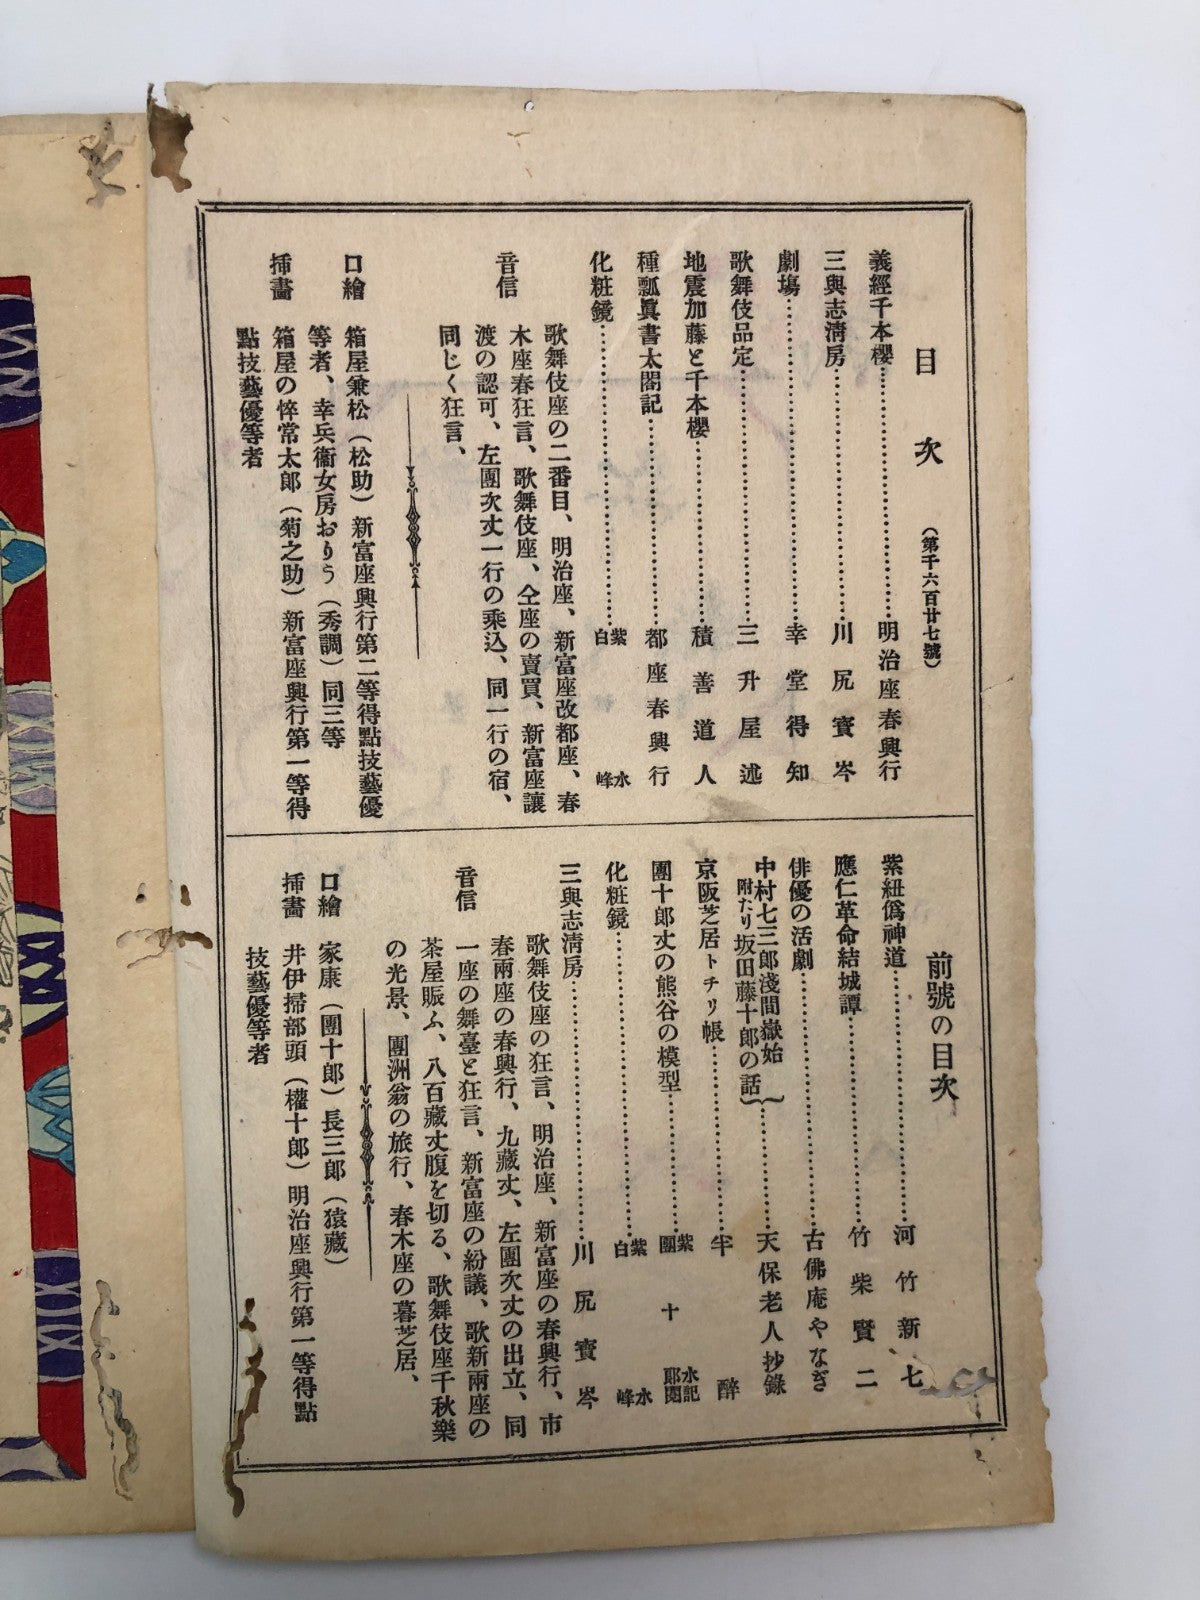 目次
（第千六百廿七號）
義經千本櫻………明治座春興行
三與志淸房………川尻寶岑
劇塲………幸堂得知
歌舞伎品定………三升屋述
地震加藤と千本櫻………積善道人
種瓢眞書太閤記………都座春興行
化粧鏡………紫白水峰
音信
歌舞伎座の二番目、明治座、新富座改都座、春
木座春狂言、歌舞伎座、仝座の賣買、新富座讓
渡の認可、左團次丈一行の乘込、同一行の宿、
同じく狂言、
口繪
箱屋兼松（松助）新富座興行第二等得點技藝優
等者、幸兵衞女房おりう（秀調）同三等
挿畵
箱屋の悴常太郎（菊之助）新富座興行第一等得
點技藝優等者
前號の目次
紫紐僞神道………河竹新七
應仁革命結城譚………竹柴賢二
俳優の活劇………古佛庵やなぎ
中村七三郎淺間嶽始
附たり坂田藤十郎の話………天保老人抄錄
京阪芝居トチリ帳………半醉
團十郎丈の熊谷の模型………紫水記
團十郎閲
化粧鏡………紫白水峰
三與志淸房………川尻寶岑
音信
歌舞伎座の狂言、明治座、新富座の春興行、市
春兩座の春興行、九藏丈、左團次丈の出立、同
一座の舞臺と狂言、新富座の紛議、歌新兩座の
茶屋賑ふ、八百藏丈腹を切る、歌舞伎座千秋樂
の光景、團洲翁の旅行、春木座の暮芝居、
口繪
家康（團十郎）長三郎（猿藏）
挿畵
井伊掃部頭（權十郎）明治座興行第一等得點
技藝優等者